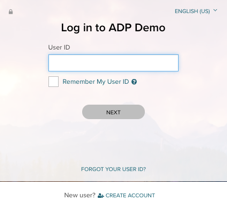 ENGLISH (US)
Log in to ADP Demo
User ID
Remember My User ID
NEXT
FORGOT YOUR USER ID?
New user? CREATE ACCOUNT